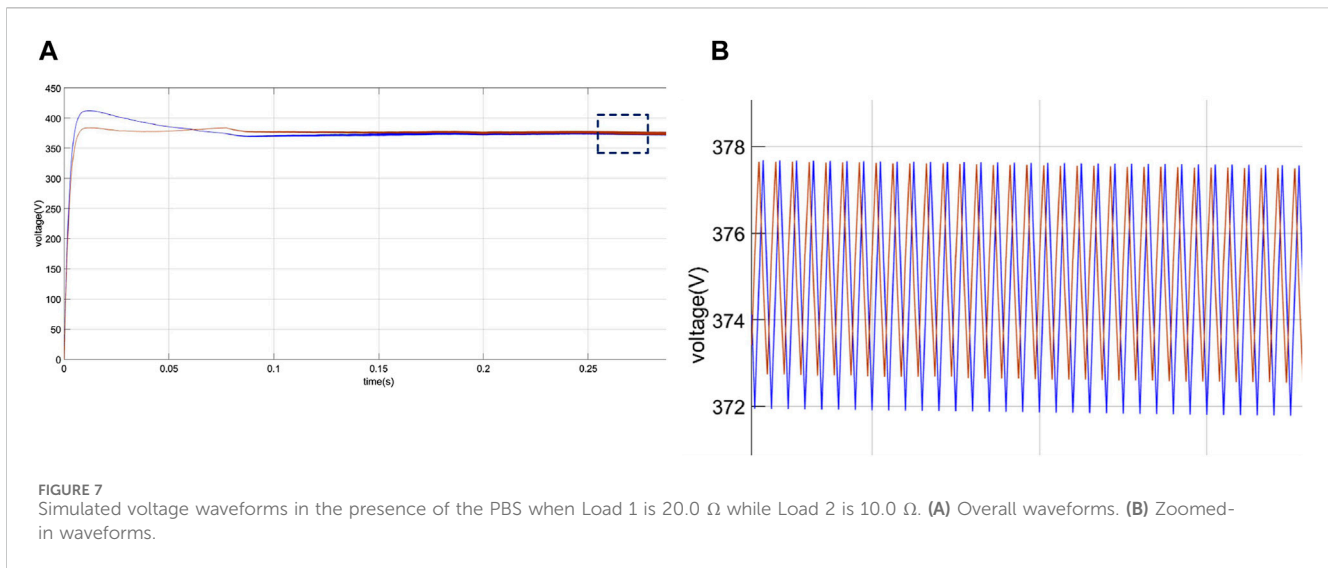 A
B
450
400
350
300
250
200
150
100
50
0
voltage(V)
0
0.05
0.1
0.15
0.2
0.25
time(s)
378
376
374
372
voltage(V)
FIGURE 7
Simulated voltage waveforms in the presence of the PBS when Load 1 is 20.0 Ω while Load 2 is 10.0 Ω. (A) Overall waveforms. (B) Zoomed-
in waveforms.